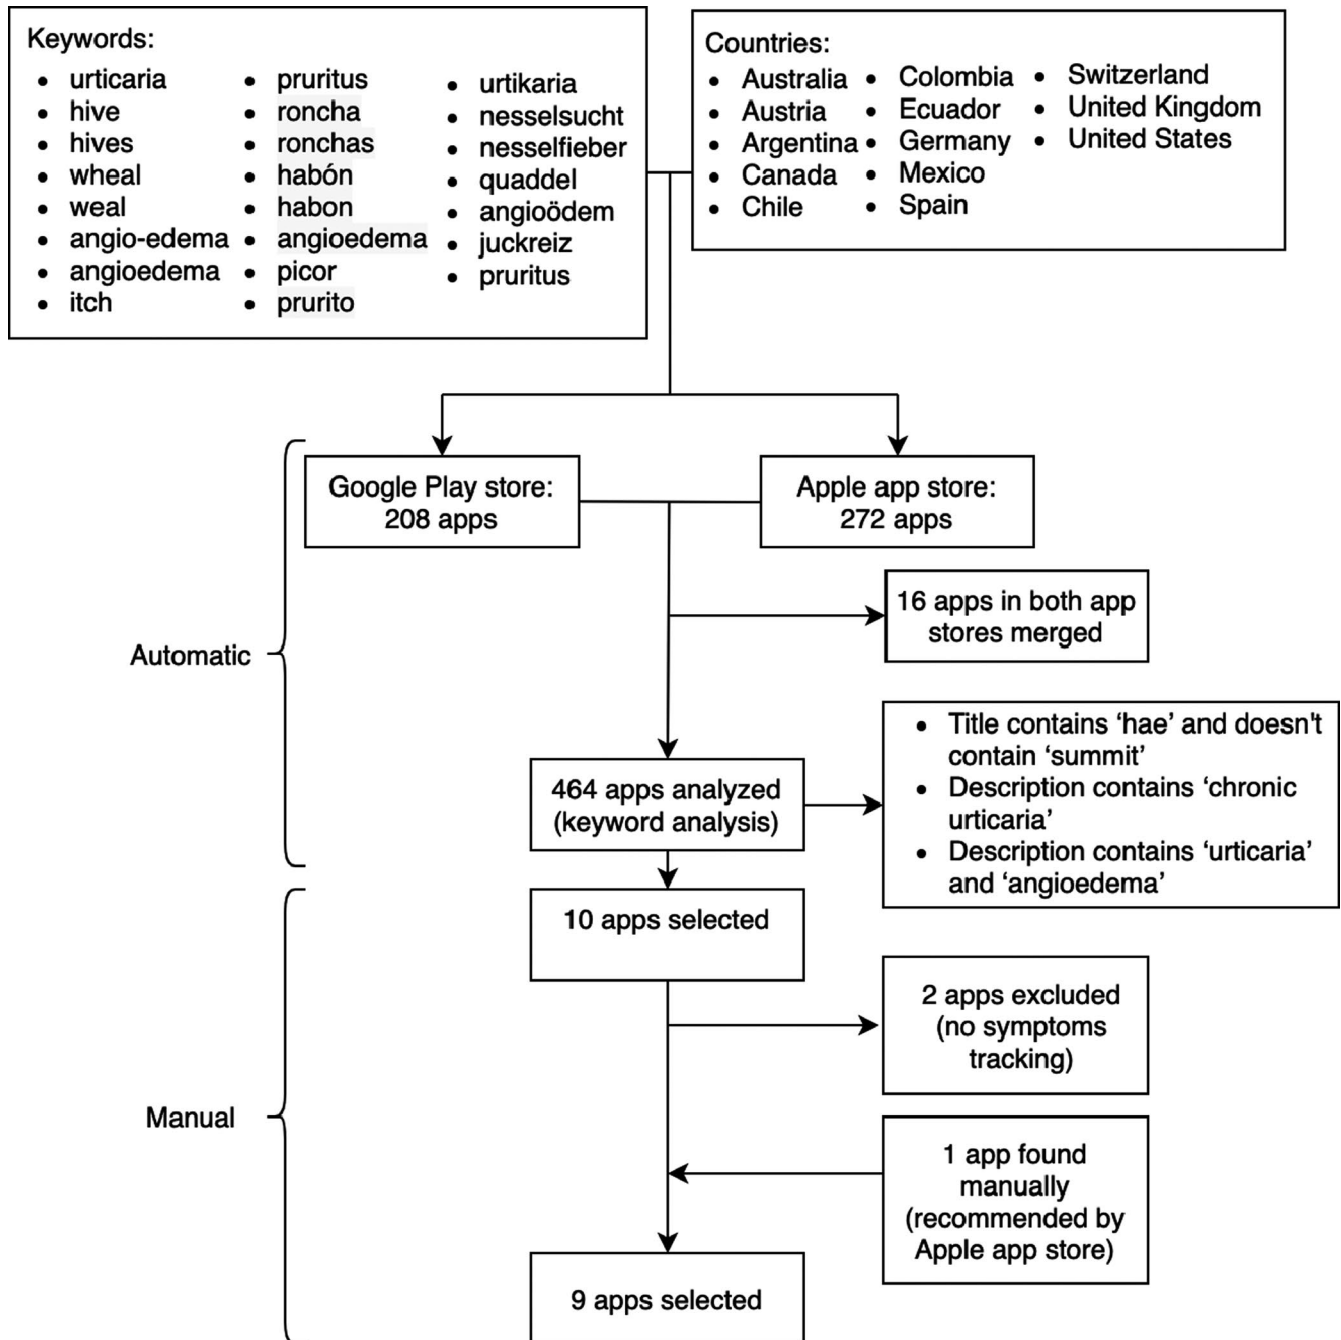 Keywords:
urticaria
hive
hives
wheal
weal
angio-edema
angioedema
itch
pruritus
roncha
ronchas
habón
habon
angioedema
picor
prurito
urtikaria
nesselsucht
nesselfieber
quaddel
angioödem
juckreiz
pruritus
Countries:
Australia
Austria
Argentina
Canada
Chile
Colombia
Ecuador
Germany
Mexico
Spain
Switzerland
United Kingdom
United States
Google Play store:
208 apps
Apple app store:
272 apps
16 apps in both app
stores merged
Automatic
464 apps analyzed
(keyword analysis)
Title contains ‘hae’ and doesn't
contain ‘summit’
Description contains ‘chronic
urticaria’
Description contains ‘urticaria’
and ‘angioedema’
10 apps selected
2 apps excluded
(no symptoms
tracking)
Manual
1 app found
manually
(recommended by
Apple app store)
9 apps selected